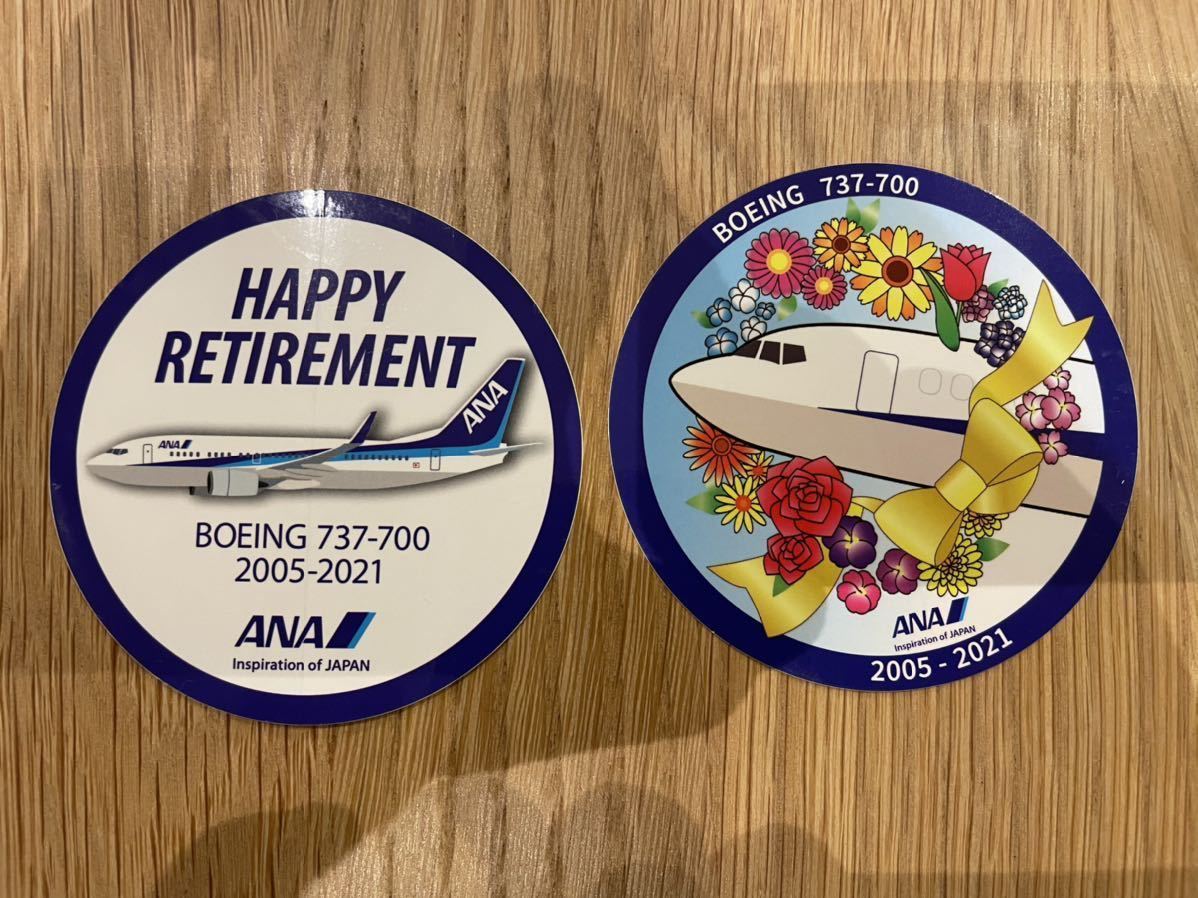 HAPPY
RETIREMENT
ANA
ANA
BOEING 737-700
2005-2021
ANA
Inspiration of JAPAN
BOEING 737-700
ANA
Inspiration of JAPAN
2005 - 2021